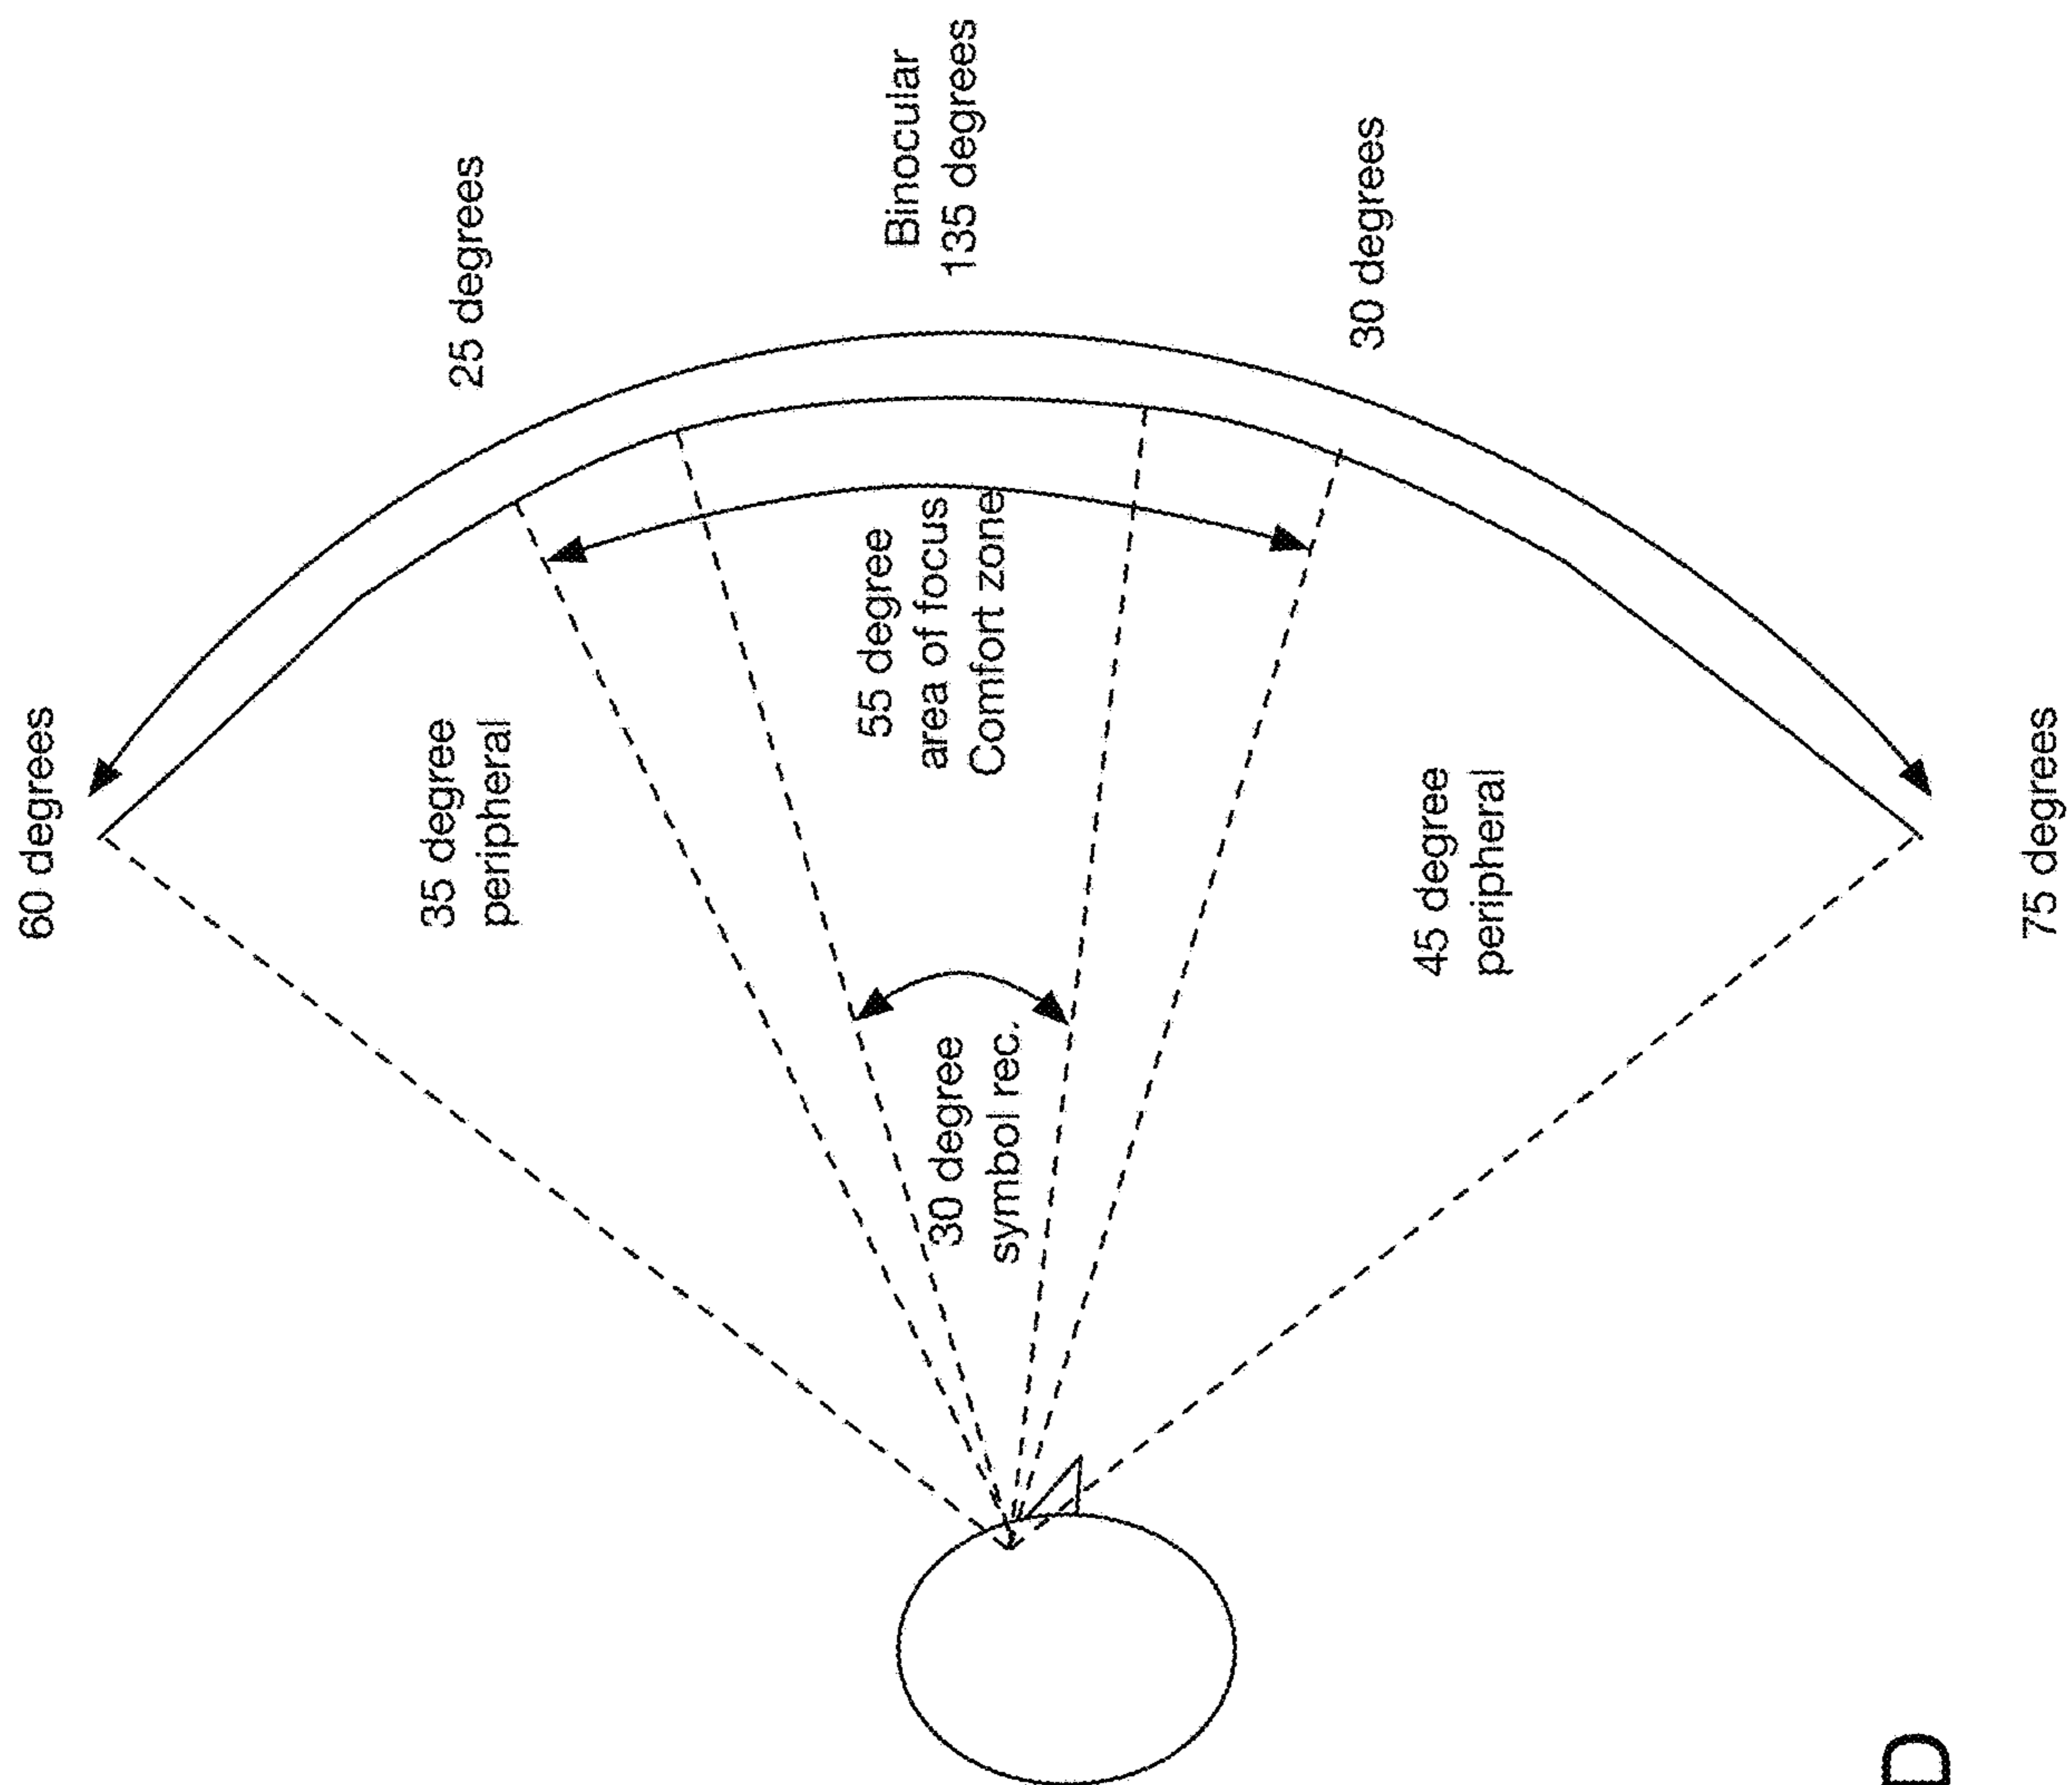 60 degrees
25 degrees
35 degree
peripheral
Binocular
135 degrees
55 degree
area of focus
Comfort zone
30 degree
symbol rec.
30 degrees
45 degree
peripheral
75 degrees
D